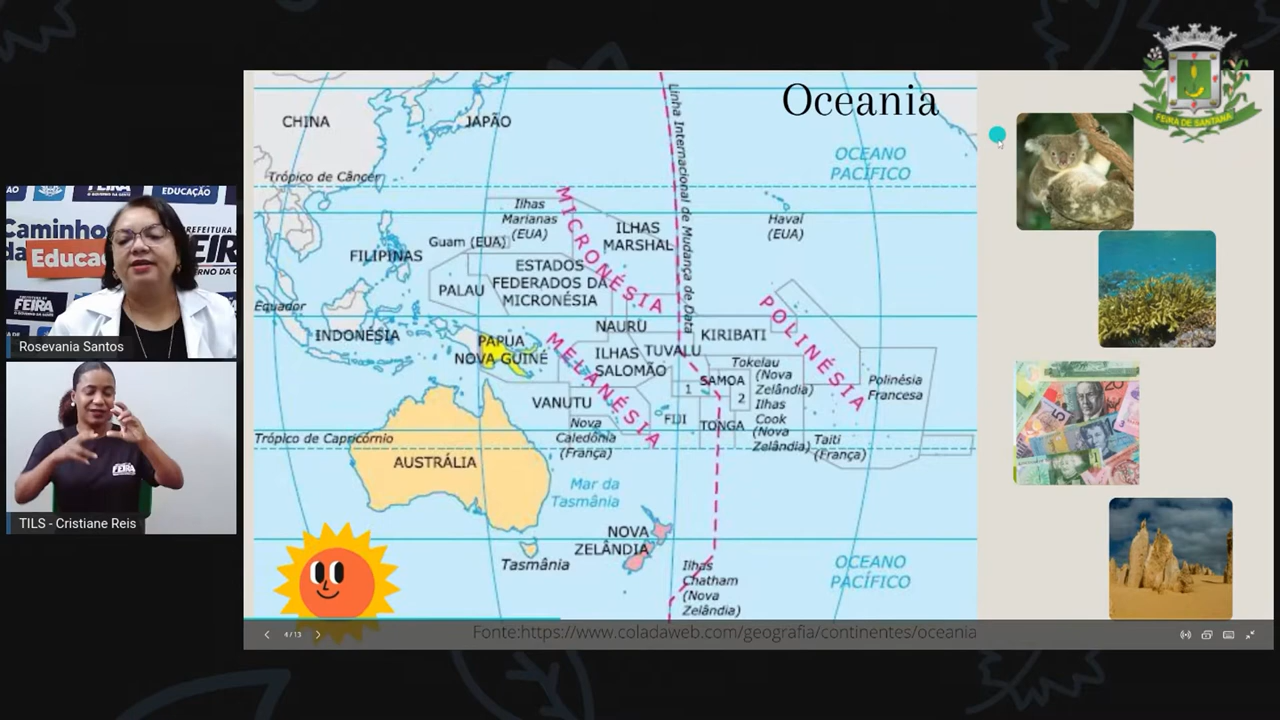 Oceania
FEIRA DE SANTANA
CHINA
JAPÃO
OCEANO
PACÍFICO
Trópico de Câncer
Linha Internacional de Mudança de Data
MICRONÉSIA
Ilhas
Marianas
(EUA)
ILHAS
MARSHAL
Havaí
(EUA)
Guam (EUA)
FILIPINAS
ESTADOS
FEDERADOS DA
MICRONÉSIA
PALAU
POLINÉSIA
Equador
INDONÉSIA
NAURU
KIRIBATI
PAPUA
NOVA GUINÉ
MELANÉSIA
ILHAS
SALOMÃO
TUVALU
Tokelau
(Nova
Zelândia)
SAMOA
1
2
Polinésia
Francesa
VANUTU
FIJI
TONGA
Ilhas
Cook
(Nova
Zelândia)
Nova
Caledônia
(França)
Taiti
(França)
Trópico de Capricórnio
AUSTRÁLIA
Mar da
Tasmânia
NOVA
ZELÂNDIA
Tasmânia
Ilhas
Chatham
(Nova
Zelândia)
OCEANO
PACÍFICO
4/13
Fonte:https://www.coladaweb.com/geografia/continentes/oceania
EDUCAÇÃO
Caminhos
da
Educa
PREFEITURA
FEIRA
Rosevania Santos
FEIRA
TILS - Cristiane Reis